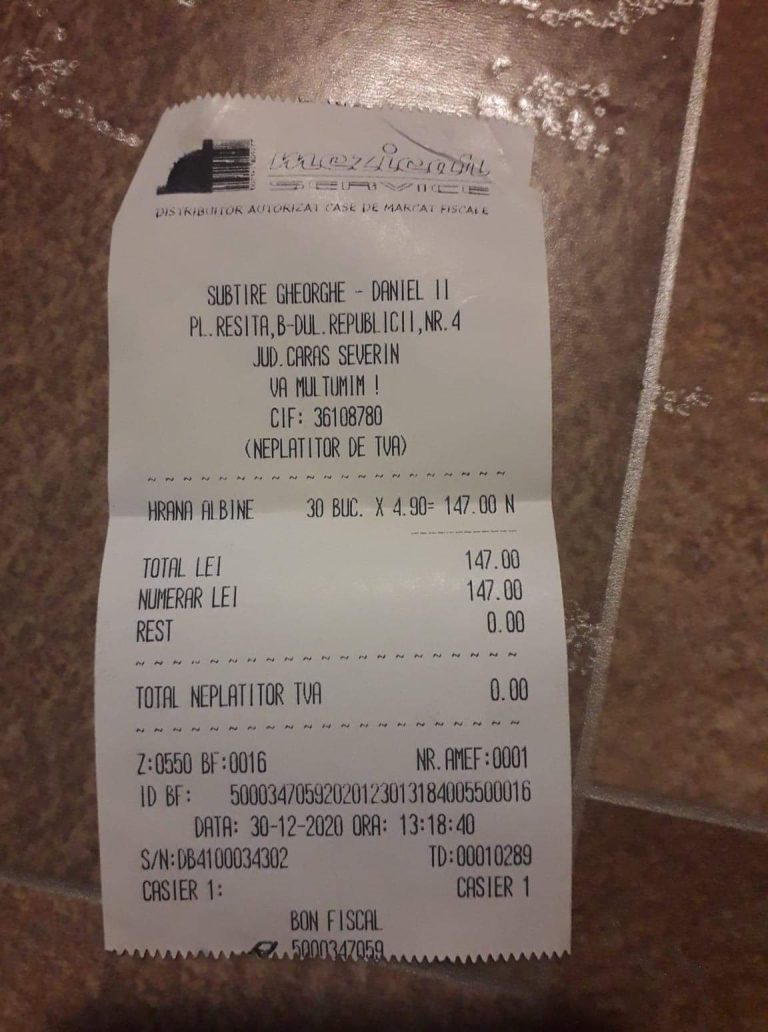 mericomil
SERVICE
DISTRIBUITOR AUTORIZAT CASE DE MARCAT FISCALE
SUBTIRE GHEORGHE - DANIEL II
PL.RESITA,B-DUL.REPUBLICII,NR.4
JUD.CARAS SEVERIN
VA MULTUMIM !
CIF: 36108780
(NEPLATITOR DE TVA)
~ ~ ~ ~ ~ ~ ~ ~ ~ ~ ~ ~ ~ ~ ~ ~ ~ ~ ~ ~
HRANA ALBINE 30 BUC. X 4.90= 147.00 N
TOTAL LEI 147.00
NUMERAR LEI 147.00
REST 0.00
~ ~ ~ ~ ~ ~ ~ ~ ~ ~ ~ ~ ~ ~ ~ ~ ~ ~ ~ ~
TOTAL NEPLATITOR TVA 0.00
~ ~ ~ ~ ~ ~ ~ ~ ~ ~ ~ ~ ~ ~ ~ ~ ~ ~ ~ ~
Z:0550 BF:0016 NR.AMEF:0001
ID BF: 50003470592020123013184005500016
DATA: 30-12-2020 ORA: 13:18:40
S/N:DB4100034302 TD:00010289
CASIER 1: CASIER 1
BON FISCAL
5000347059